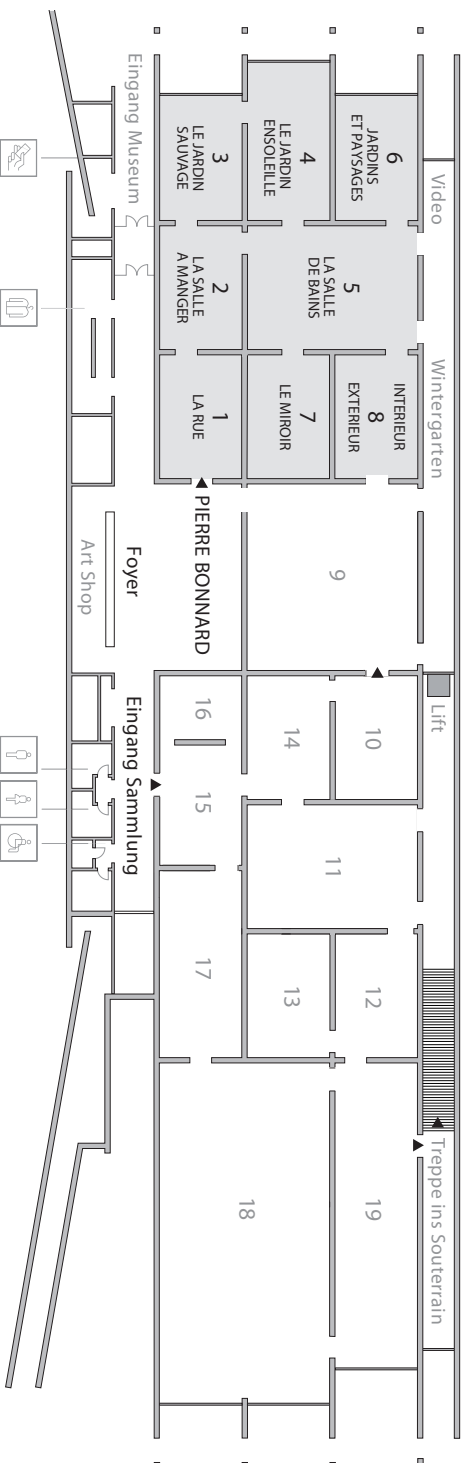 Video
Wintergarten
Lift
Treppe ins Souterrain
6
JARDINS
ET PAYSAGES
INTERIEUR
8
EXTERIEUR
10
12
19
4
LE JARDIN
ENSOLEILLE
5
LA SALLE
DE BAINS
7
LE MIROIR
9
14
11
13
18
3
LE JARDIN
SAUVAGE
2
LA SALLE
A MANGER
1
LA RUE
PIERRE BONNARD
16
15
17
Eingang Museum
Foyer
Eingang Sammlung
Art Shop